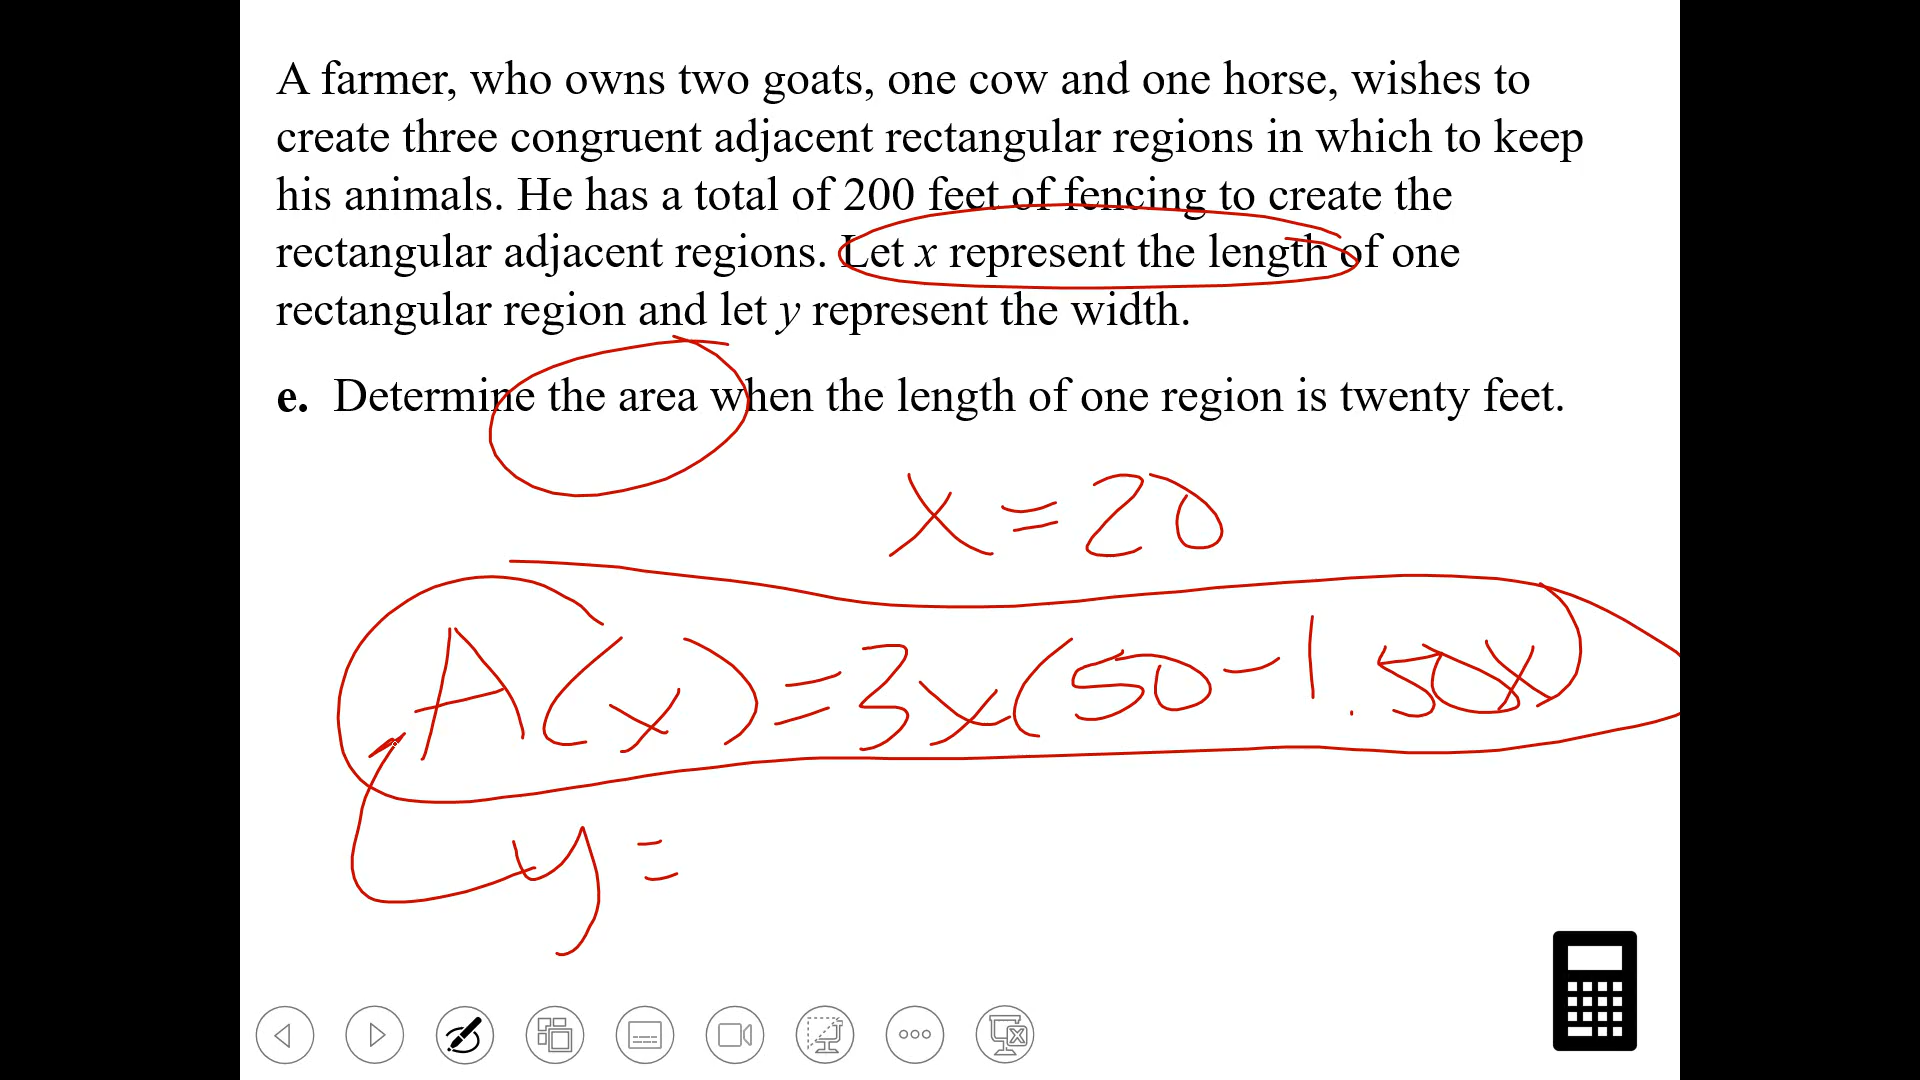 A farmer, who owns two goats, one cow and one horse, wishes to
create three congruent adjacent rectangular regions in which to keep
his animals. He has a total of 200 feet of fencing to create the
rectangular adjacent regions. Let x represent the length of one
rectangular region and let y represent the width.
e. Determine the area when the length of one region is twenty feet.
x = 20
A(x) = 3x(50 - 1.50x
y =